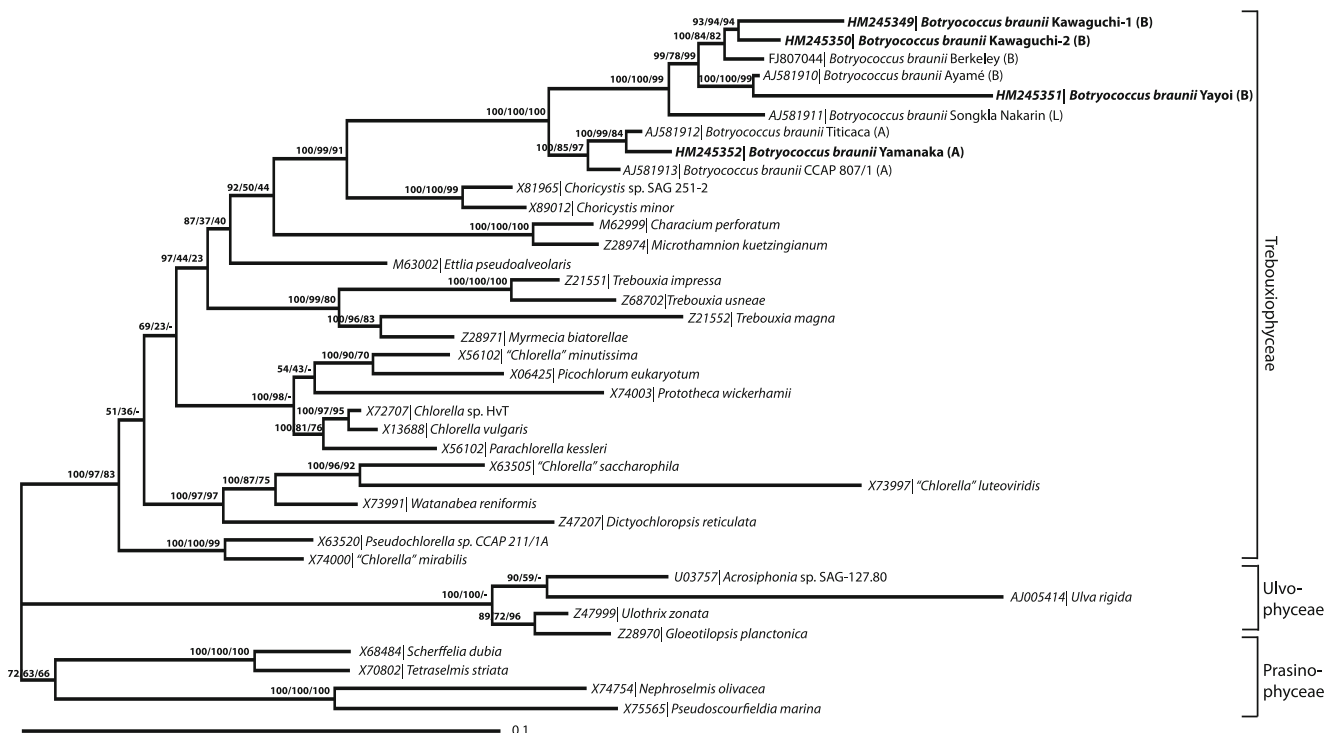 93/94/94
HM245349| Botryococcus braunii Kawaguchi-1 (B)
100/84/82
HM245350| Botryococcus braunii Kawaguchi-2 (B)
99/78/99
FJ807044| Botryococcus braunii Berkeley (B)
100/100/99
AJ581910| Botryococcus braunii Ayamé (B)
100/100/99
HM245351| Botryococcus braunii Yayoi (B)
100/100/100
AJ581911| Botryococcus braunii Songkla Nakarin (L)
100/99/84
AJ581912| Botryococcus braunii Titicaca (A)
100/85/97
HM245352| Botryococcus braunii Yamanaka (A)
100/99/91
AJ581913| Botryococcus braunii CCAP 807/1 (A)
92/50/44
100/100/99
X81965| Choricystis sp. SAG 251-2
X89012| Choricystis minor
87/37/40
100/100/100
M62999| Characium perforatum
Z28974| Microthamnion kuetzingianum
97/44/23
M63002| Ettlia pseudoalveolaris
100/100/100
Z21551| Trebouxia impressa
100/99/80
Z68702|Trebouxia usneae
100/96/83
Z21552| Trebouxia magna
69/23/-
Z28971| Myrmecia biatorellae
100/90/70
X56102| "Chlorella" minutissima
54/43/-
X06425| Picochlorum eukaryotum
100/98/-
X74003| Prototheca wickerhamii
51/36/-
100/97/95
X72707| Chlorella sp. HvT
100/81/76
X13688| Chlorella vulgaris
X56102| Parachlorella kessleri
100/97/83
100/96/92
X63505| "Chlorella" saccharophila
100/87/75
X73997| "Chlorella" luteoviridis
100/97/97
X73991| Watanabea reniformis
Z47207| Dictyochloropsis reticulata
100/100/99
X63520| Pseudochlorella sp. CCAP 211/1A
X74000| "Chlorella" mirabilis
Trebouxiophyceae
90/59/-
U03757| Acrosiphonia sp. SAG-127.80
100/100/-
AJ005414| Ulva rigida
89/72/96
Z47999| Ulothrix zonata
Z28970| Gloeotilopsis planctonica
Ulvo-
phyceae
100/100/100
X68484| Scherffelia dubia
72/63/66
X70802| Tetraselmis striata
100/100/100
X74754| Nephroselmis olivacea
X75565| Pseudoscourfieldia marina
Prasino-
phyceae
0.1